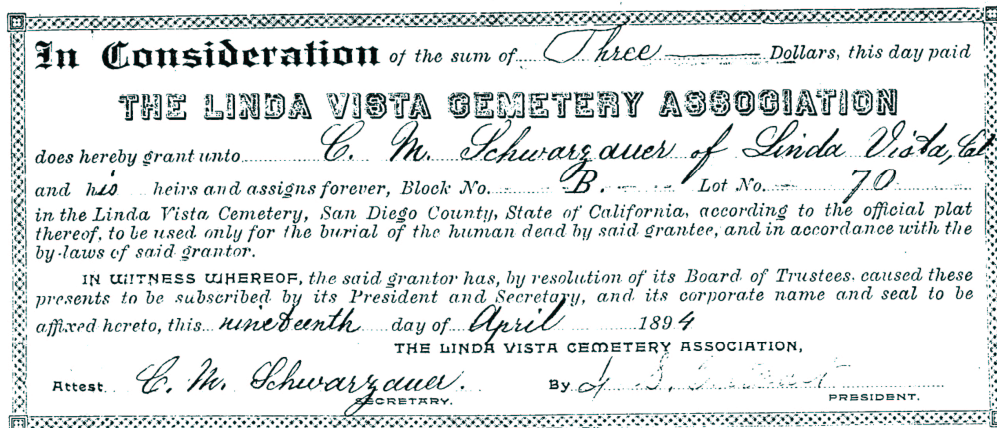 In Consideration of the sum of Three Dollars, this day paid
THE LINDA VISTA CEMETERY ASSOCIATION
does hereby grant unto C. M. Schwarzauer of Linda Vista, Cal
and his heirs and assigns forever, Block No. B. Lot No. 70
in the Linda Vista Cemetery, San Diego County, State of California, according to the official plat
thereof, to be used only for the burial of the human dead by said grantee, and in accordance with the
by-laws of said grantor.
IN WITNESS WHEREOF, the said grantor has, by resolution of its Board of Trustees. caused these
presents to be subscribed by its President and Secretary, and its corporate name and seal to be
affixed hereto, this nineteenth day of April 1894
THE LINDA VISTA CEMETERY ASSOCIATION,
Attest. C. M. Schwarzauer. By
SECRETARY. PRESIDENT.